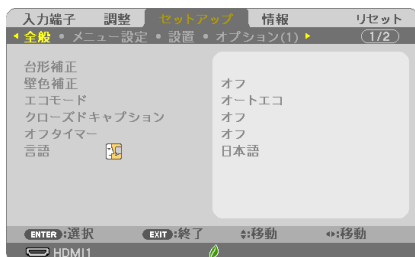 入力端子 調整 セットアップ 情報 リセット
全般 • メニュー設定 • 設置 • オプション(1) 1/2
台形補正
壁色補正 オフ
エコモード オートエコ
クローズドキャプション オフ
オフタイマー オフ
言語 日本語
ENTER:選択 EXIT:終了 :移動 :移動
HDMI1